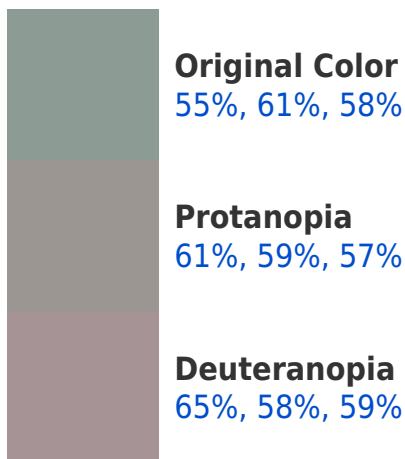 Original Color
55%, 61%, 58%
Protanopia
61%, 59%, 57%
Deuteranopia
65%, 58%, 59%